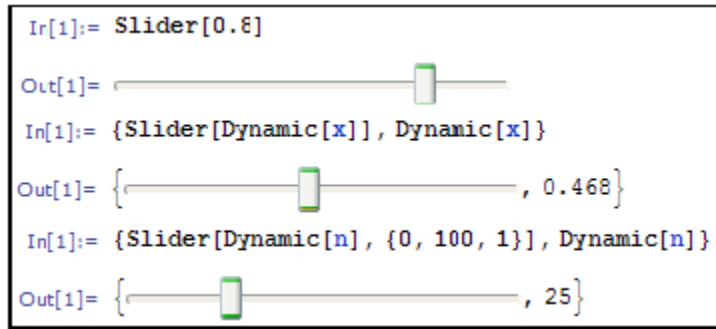 In[1]:= Slider[0.8]
Out[1]=
In[1]:= {Slider[Dynamic[x]], Dynamic[x]}
Out[1]= { , 0.468}
In[1]:= {Slider[Dynamic[n], {0, 100, 1}], Dynamic[n]}
Out[1]= { , 25}